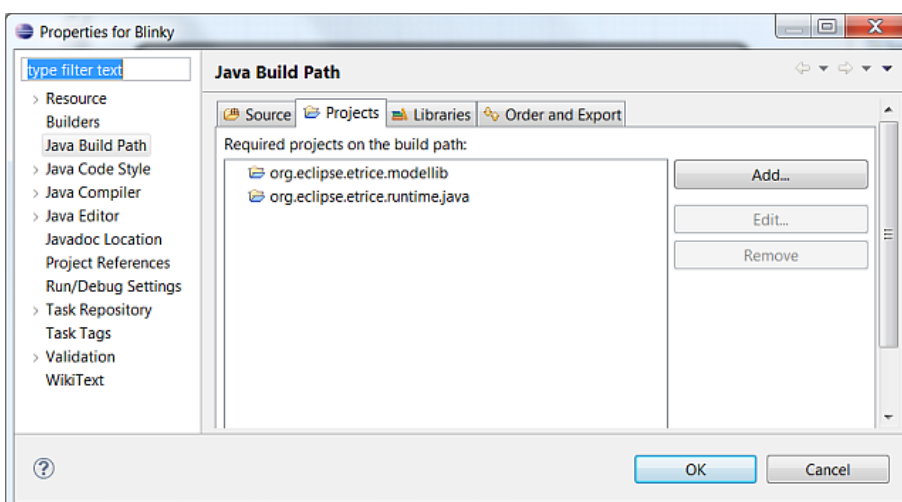 Properties for Blinky
type filter text
Resource
Builders
Java Build Path
Java Code Style
Java Compiler
Java Editor
Javadoc Location
Project References
Run/Debug Settings
Task Repository
Task Tags
Validation
WikiText
Java Build Path
Source Projects Libraries Order and Export
Required projects on the build path:
org.eclipse.etrice.modellib
org.eclipse.etrice.runtime.java
Add...
Edit...
Remove
OK Cancel